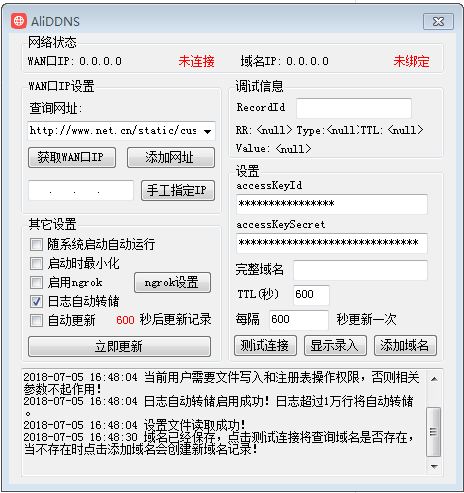 AliDDNS
网络状态
WAN口IP: 0.0.0.0 未连接 域名IP: 0.0.0.0 未绑定
WAN口IP设置
查询网址:
http://www.net.cn/static/cus
获取WAN口IP 添加网址
. . . 手工指定IP
其它设置
随系统启动自动运行
启动时最小化
启用ngrok ngrok设置
日志自动转储
自动更新 600 秒后更新记录
立即更新
调试信息
RecordId
RR: <null> Type:<null>TTL: <null>
Value: <null>
设置
accessKeyId
****************
accessKeySecret
******************************
完整域名
TTL(秒) 600
每隔 600 秒更新一次
测试连接 显示录入 添加域名
2018-07-05 16:48:04 当前用户需要文件写入和注册表操作权限，否则相关
参数不起作用！
2018-07-05 16:48:04 日志自动转储启用成功！日志超过1万行将自动转储
。
2018-07-05 16:48:04 设置文件读取成功！
2018-07-05 16:48:30 域名已经保存，点击测试连接将查询域名是否存在，
当不存在时点击添加域名会创建新域名记录！